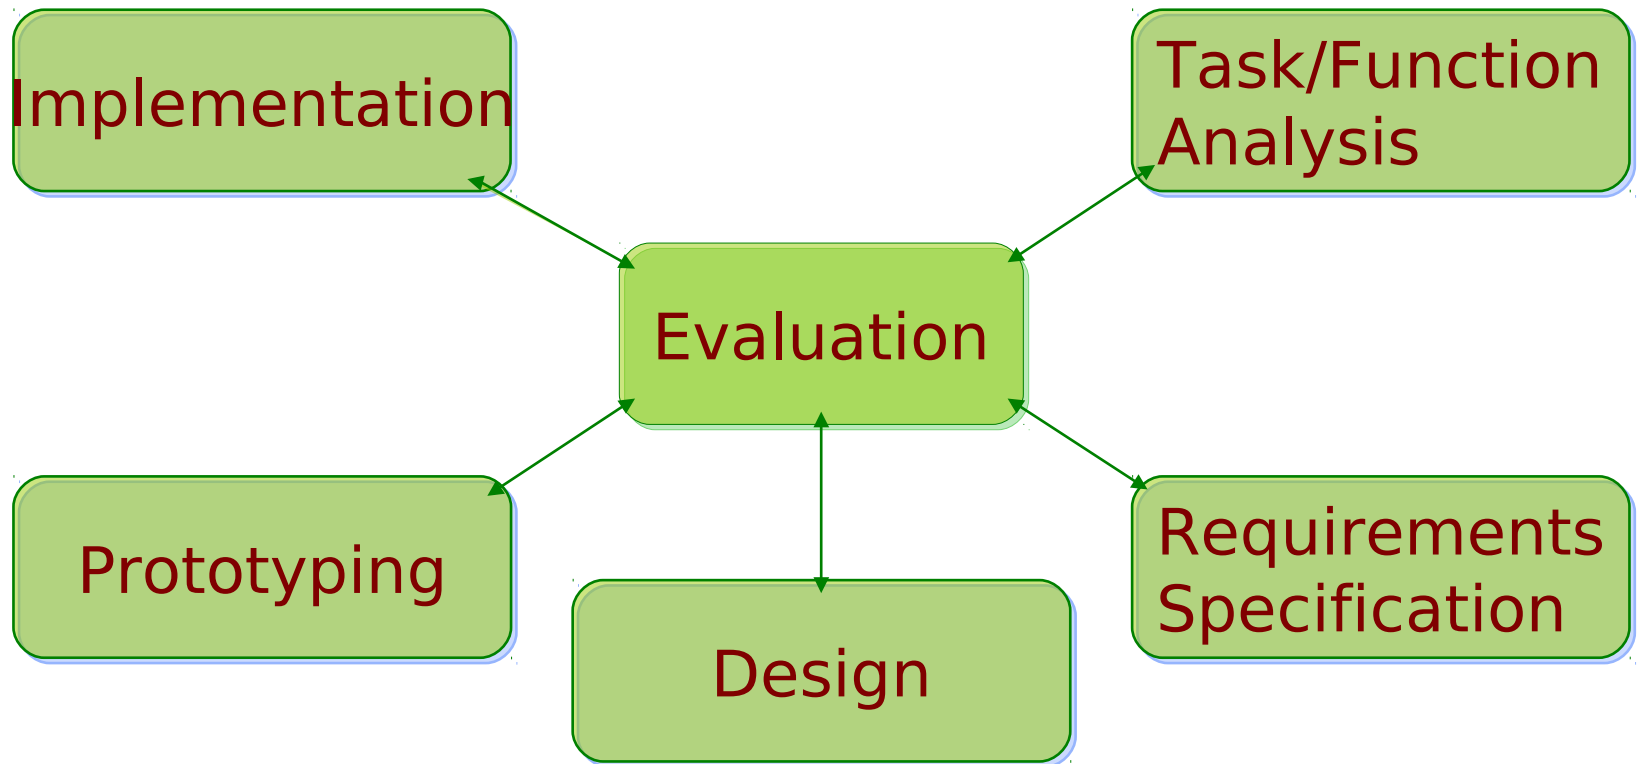 Implementation
Task/Function
Analysis
Evaluation
Prototyping
Requirements
Specification
Design